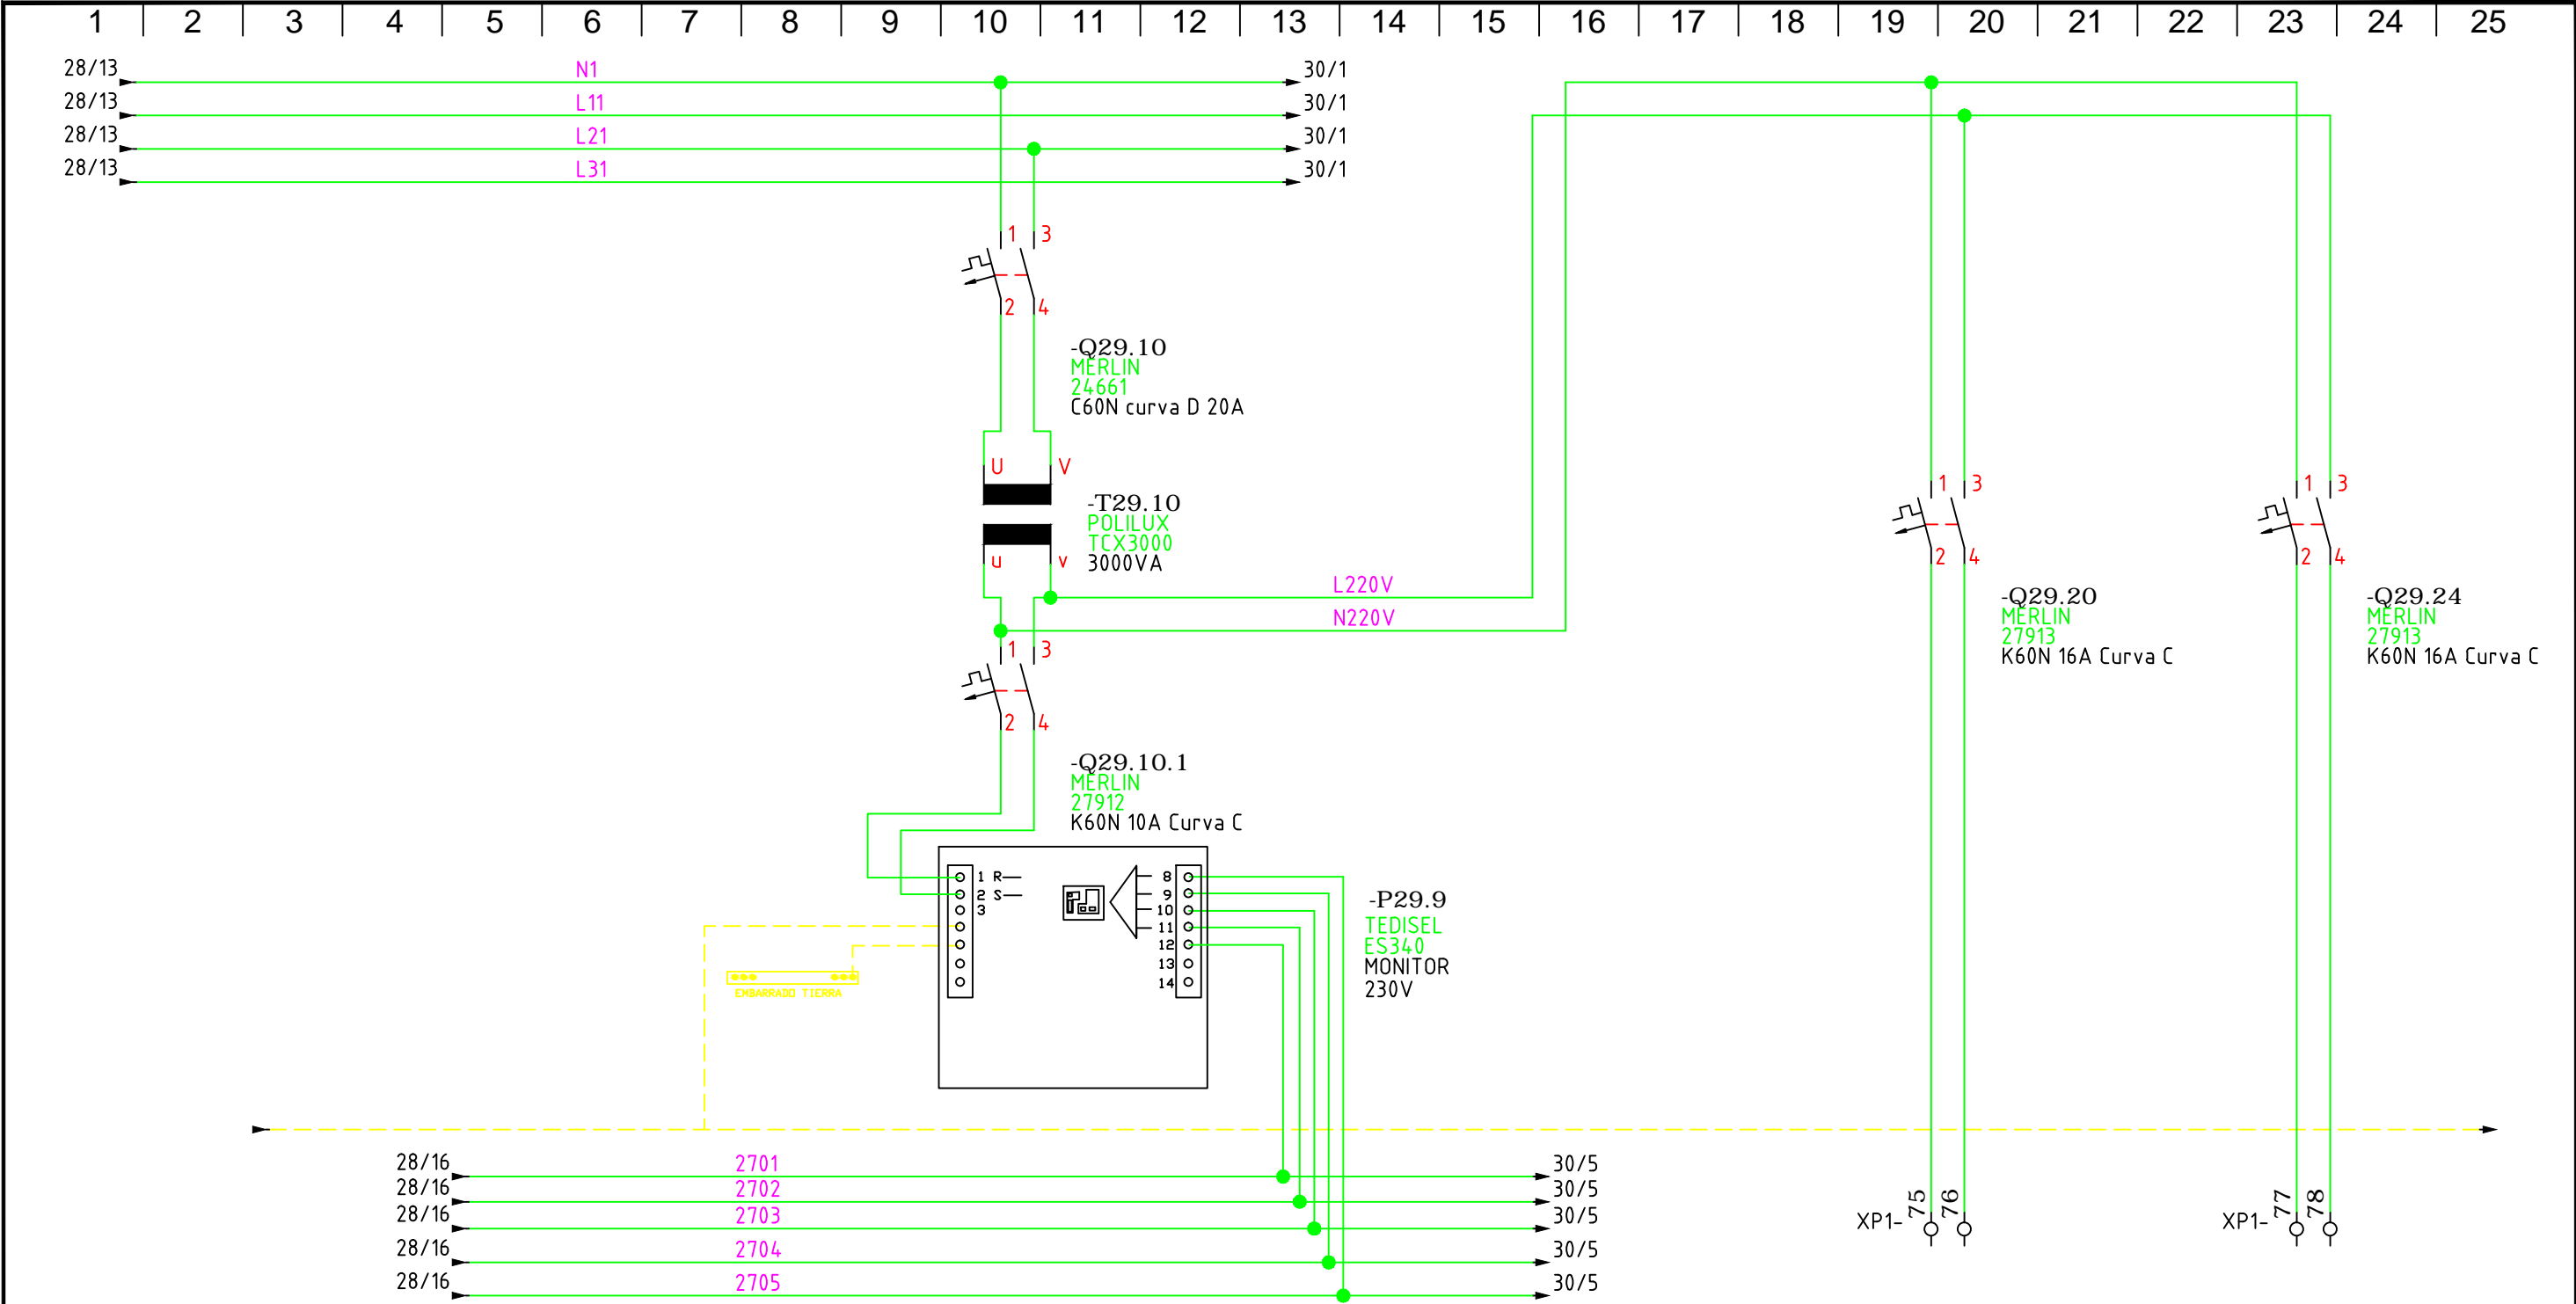 1 2 3 4 5 6 7 8 9 10 11 12 13 14 15 16 17 18 19 20 21 22 23 24 25
28/13 N1 30/1
28/13 L11 30/1
28/13 L21 30/1
28/13 L31 30/1
1 3
2 4
-Q29.10
MERLIN
24661
C60N curva D 20A
U V
-T29.10
POLILUX
TCX3000
3000VA
u v
L220V
N220V
1 3
2 4
-Q29.10.1
MERLIN
27912
K60N 10A Curva C
1 3
2 4
-Q29.20
MERLIN
27913
K60N 16A Curva C
1 3
2 4
-Q29.24
MERLIN
27913
K60N 16A Curva C
1 R
2 S
3
8
9
10
11
12
13
14
-P29.9
TEDISEL
ES340
MONITOR
230V
EMBARRADO TIERRA
28/16 2701 30/5
28/16 2702 30/5
28/16 2703 30/5
28/16 2704 30/5
28/16 2705 30/5
XP1- 75 76
XP1- 77 78